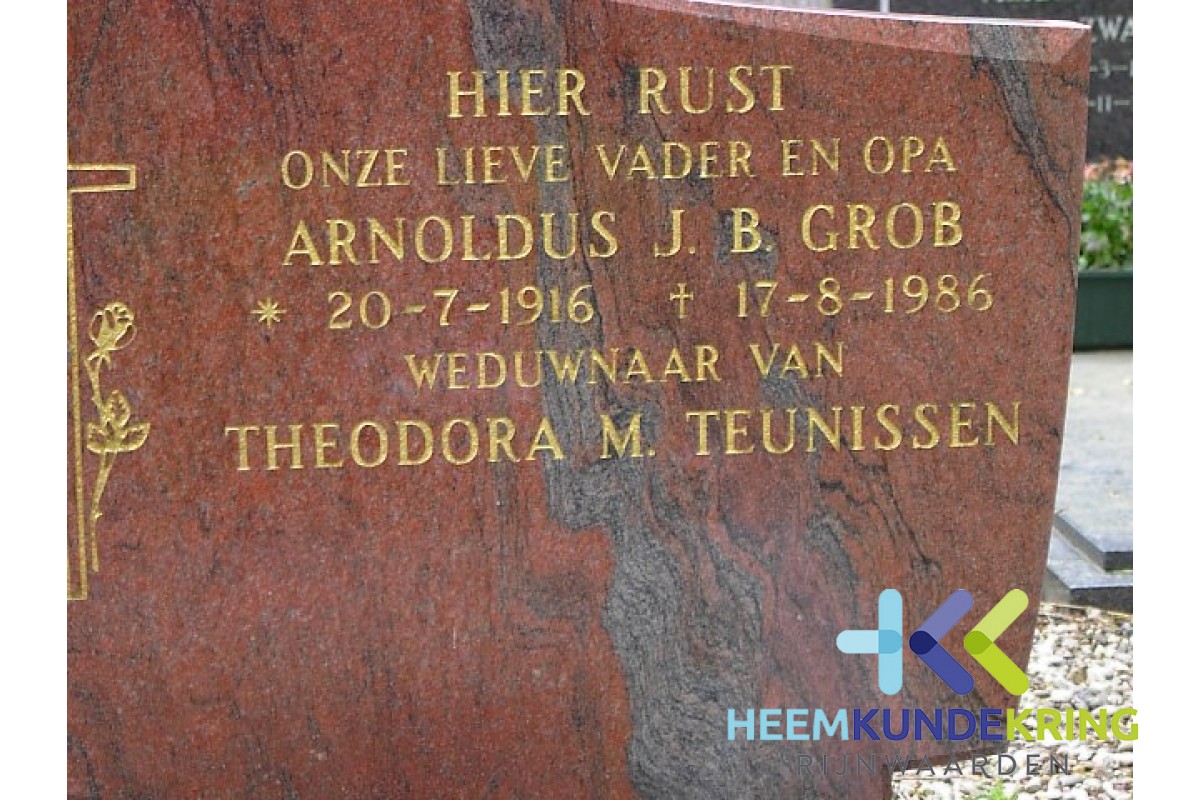 HIER RUST
ONZE LIEVE VADER EN OPA
ARNOLDUS J. B. GROB
* 20-7-1916 † 17-8-1986
WEDUWNAAR VAN
THEODORA M. TEUNISSEN
HEEMKUNDEKRING
RIJNWAARDEN